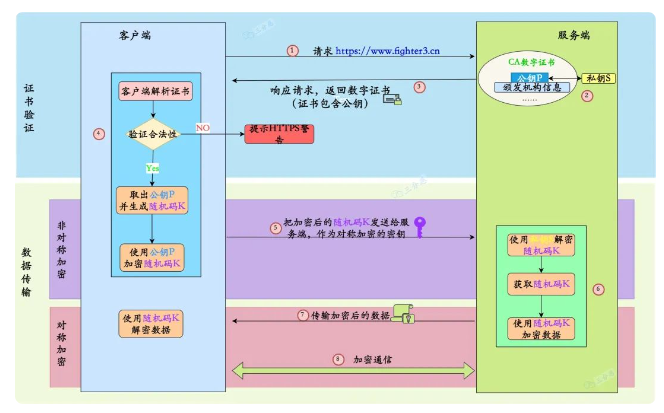 客户端
服务端
① 请求 https://www.fighter3.cn
CA数字证书
公钥P
私钥S
颁发机构信息
......
②
响应请求，返回数字证书
（证书包含公钥）
③
证书验证
客户端解析证书
④
验证合法性
NO
提示HTTPS警
告
Yes
取出公钥P
并生成随机码K
使用公钥P
加密随机码K
数据传输
非对称加密
⑤
把加密后的随机码K发送给服
务端，作为对称加密的密钥
使用
解密
随机码K
获取随机码K
⑥
使用随机码K
加密数据
对称加密
使用随机码K
解密数据
⑦ 传输加密后的数据
⑧ 加密通信